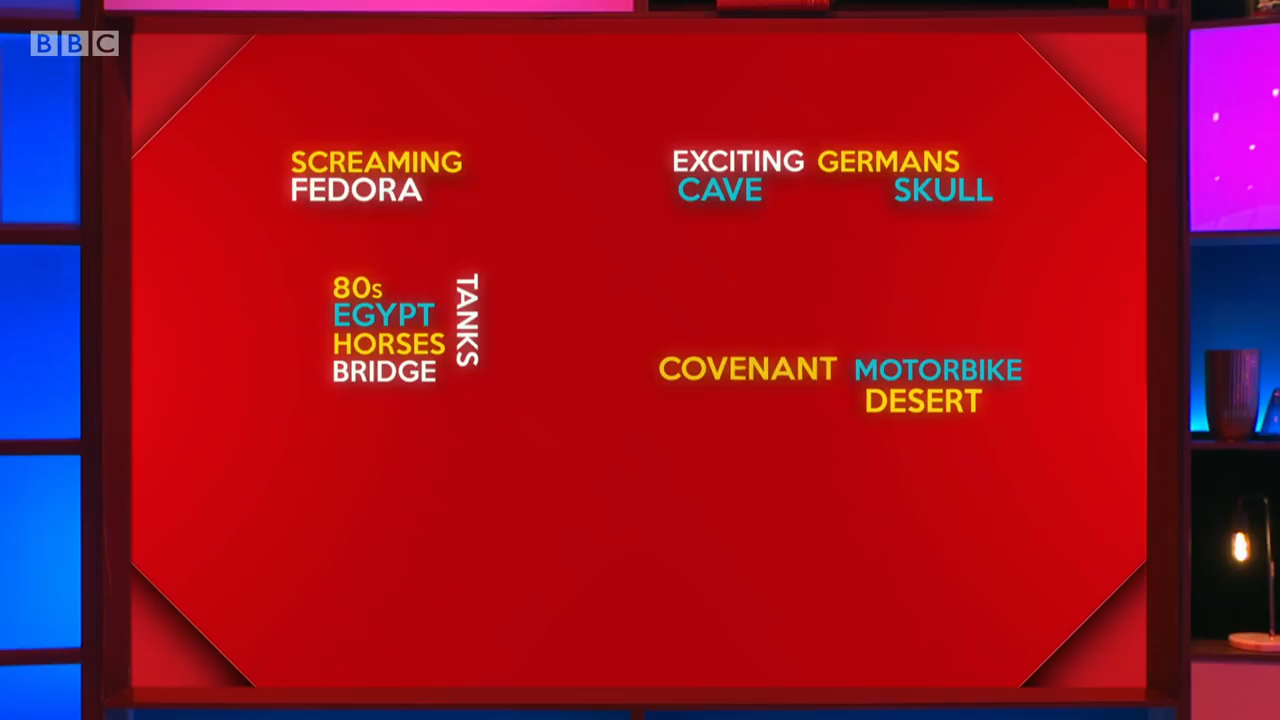 BBC
SCREAMING
FEDORA
EXCITING GERMANS
CAVE SKULL
80s
EGYPT
HORSES
BRIDGE
TANKS
COVENANT MOTORBIKE
DESERT